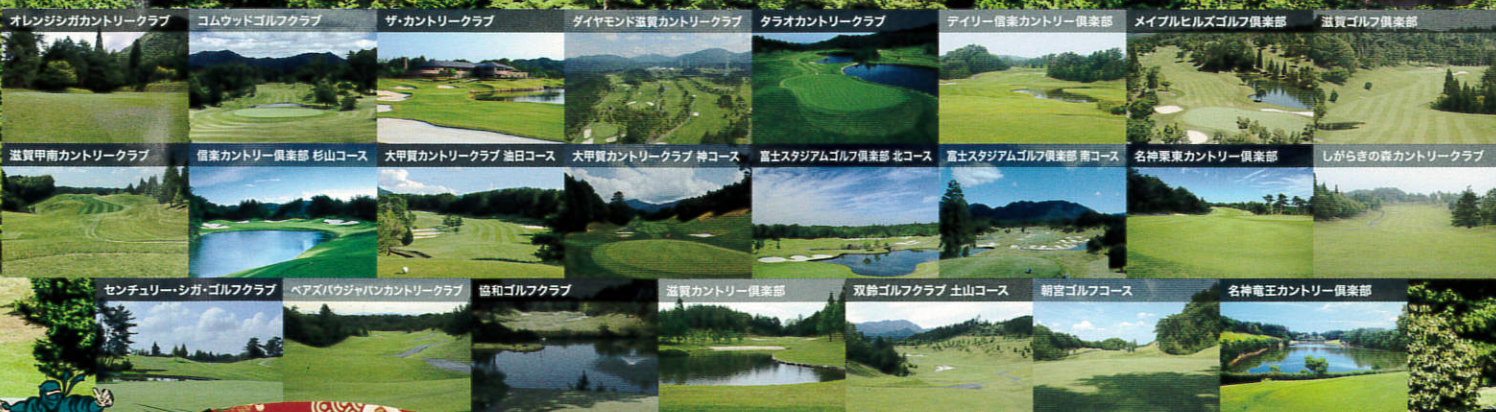 オレンジシガカントリークラブ
コムウッドゴルフクラブ
ザ・カントリークラブ
ダイヤモンド滋賀カントリークラブ
タラオカントリークラブ
デイリー信楽カントリー倶楽部
メイプルヒルズゴルフ倶楽部
滋賀ゴルフ倶楽部
滋賀甲南カントリークラブ
信楽カントリー倶楽部 杉山コース
大甲賀カントリークラブ 油日コース
大甲賀カントリークラブ 神コース
富士スタジアムゴルフ倶楽部 北コース
富士スタジアムゴルフ倶楽部 南コース
名神栗東カントリー倶楽部
しがらきの森カントリークラブ
センチュリー・シガ・ゴルフクラブ
ベアズパウジャパンカントリークラブ
協和ゴルフクラブ
滋賀カントリー倶楽部
双鈴ゴルフクラブ 土山コース
朝宮ゴルフコース
名神竜王カントリー倶楽部